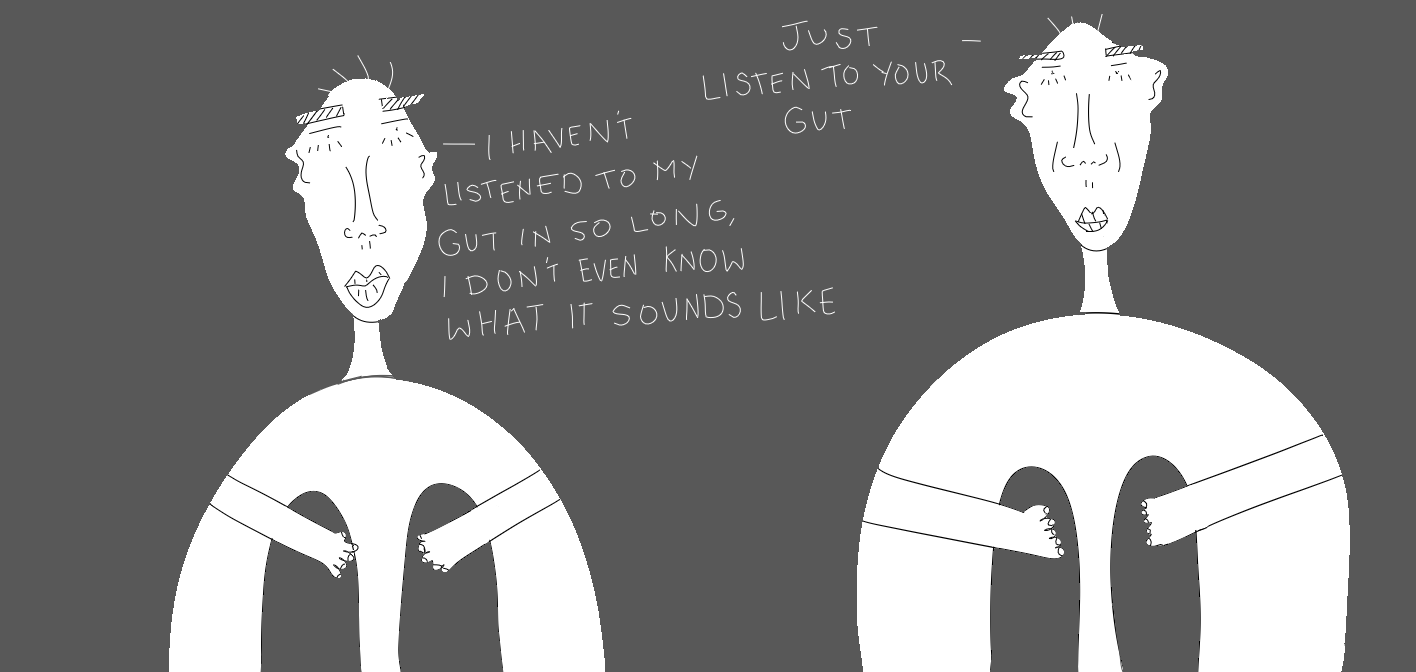 JUST —
LISTEN TO YOUR
GUT
— I HAVEN'T
LISTENED TO MY
GUT IN SO LONG,
I DON'T EVEN KNOW
WHAT IT SOUNDS LIKE